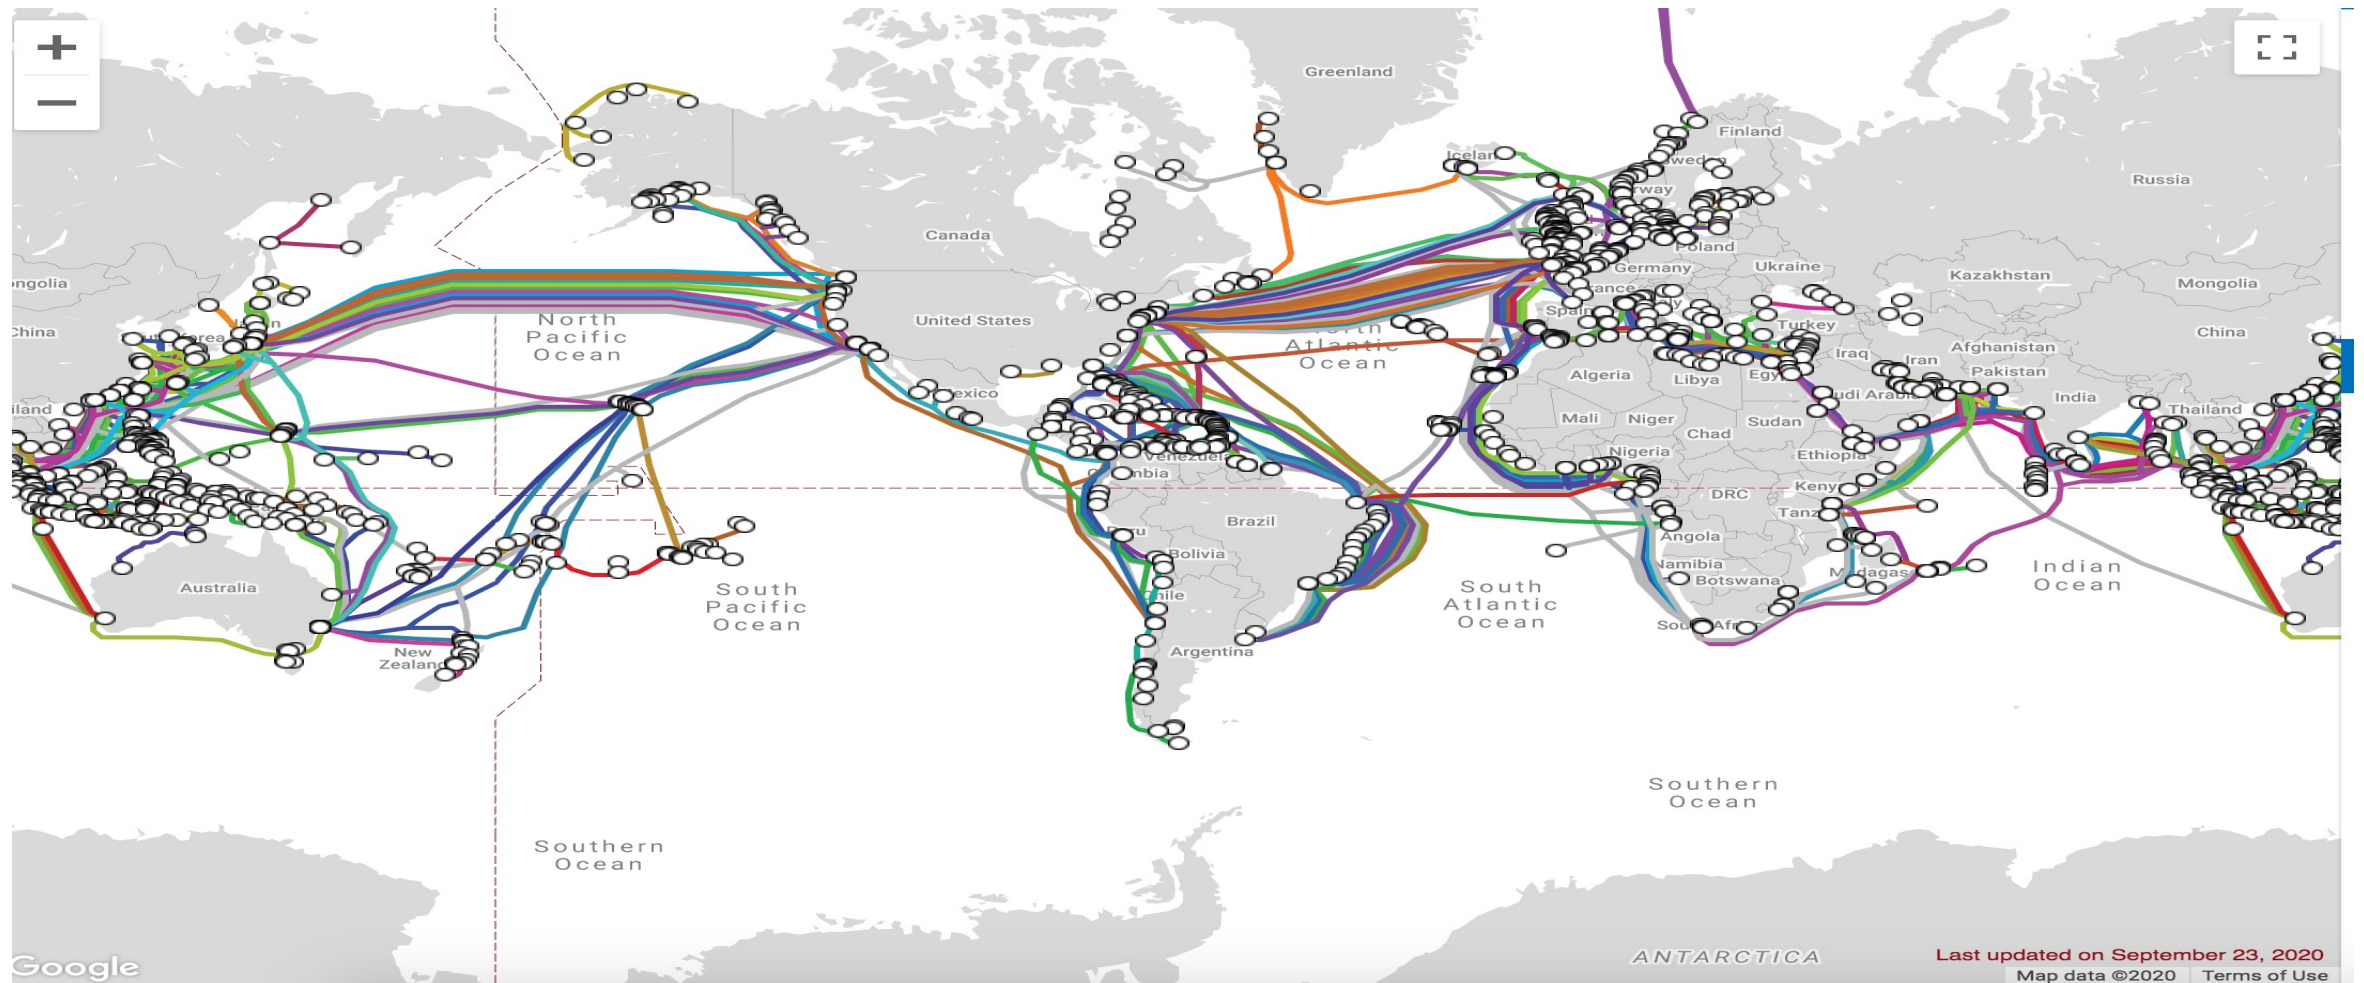 Greenland
Finland
Russia
Canada
Poland
Germany
Ukraine
Kazakhstan
Mongolia
Mongolia
United States
North
Pacific
Ocean
North
Atlantic
Ocean
Turkey
China
China
Iraq
Iran
Afghanistan
Pakistan
Algeria
Libya
India
Thailand
Mali
Niger
Chad
Sudan
Nigeria
Ethiopia
DRC
Brazil
Angola
Bolivia
Namibia
Botswana
Australia
South
Pacific
Ocean
South
Atlantic
Ocean
Indian
Ocean
New
Zealand
Argentina
Southern
Ocean
Southern
Ocean
ANTARCTICA
Last updated on September 23, 2020
Google
Map data ©2020
Terms of Use